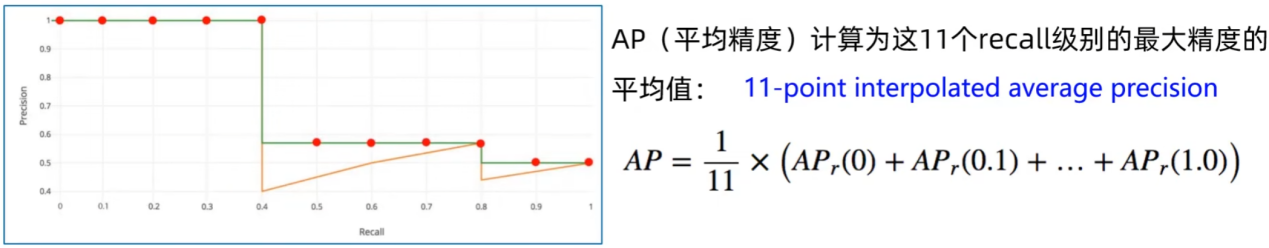 1
0.9
0.8
0.7
0.6
0.5
0.4
Precision
0 0.1 0.2 0.3 0.4 0.5 0.6 0.7 0.8 0.9 1
Recall
AP（平均精度）计算为这11个recall级别的最大精度的
平均值： 11-point interpolated average precision
AP = 1/11 × (APr(0) + APr(0.1) + … + APr(1.0))